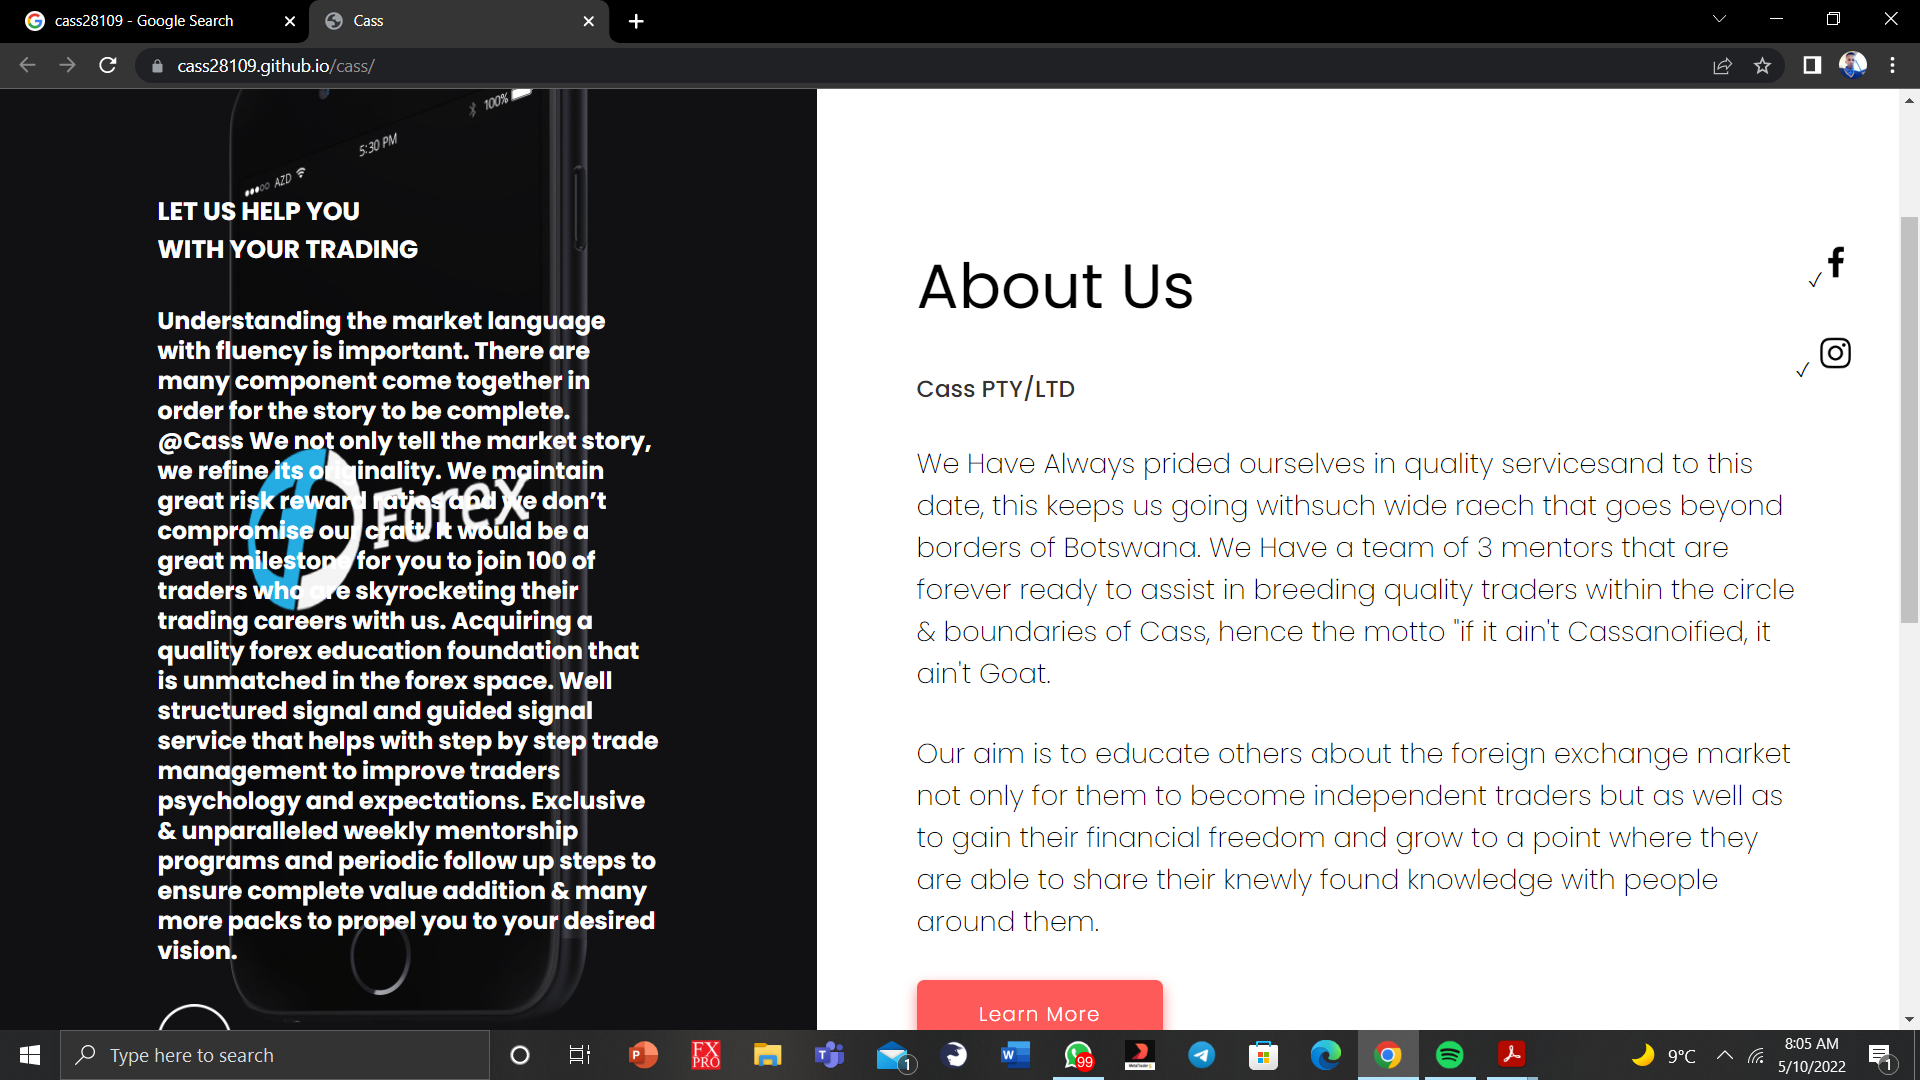 cass28109 - Google Search
Cass
cass28109.github.io/cass/
100%
5:30 PM
AZD
LET US HELP YOU
WITH YOUR TRADING
Understanding the market language
with fluency is important. There are
many component come together in
order for the story to be complete.
@Cass We not only tell the market story,
we refine its originality. We maintain
great risk reward ratios and we don't
compromise our craft. It would be a
great milestone for you to join 100 of
traders who are skyrocketing their
trading careers with us. Acquiring a
quality forex education foundation that
is unmatched in the forex space. Well
structured signal and guided signal
service that helps with step by step trade
management to improve traders
psychology and expectations. Exclusive
& unparalleled weekly mentorship
programs and periodic follow up steps to
ensure complete value addition & many
more packs to propel you to your desired
vision.
Forex
About Us
Cass PTY/LTD
We Have Always prided ourselves in quality servicesand to this
date, this keeps us going withsuch wide raech that goes beyond
borders of Botswana. We Have a team of 3 mentors that are
forever ready to assist in breeding quality traders within the circle
& boundaries of Cass, hence the motto "if it ain't Cassanoified, it
ain't Goat.
Our aim is to educate others about the foreign exchange market
not only for them to become independent traders but as well as
to gain their financial freedom and grow to a point where they
are able to share their knewly found knowledge with people
around them.
Learn More
Type here to search
FX
PRO
1
99
9°C
8:05 AM
5/10/2022
1